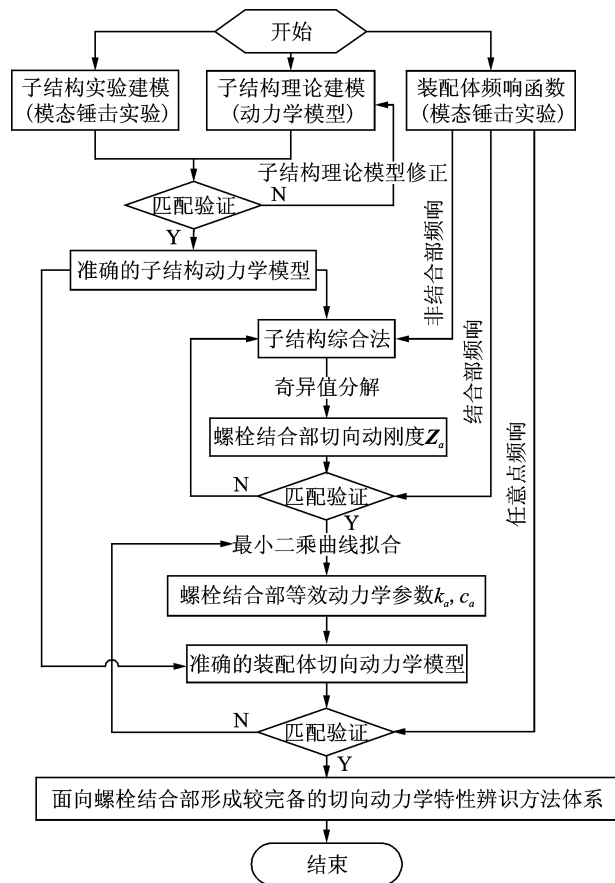 开始
子结构实验建模
(模态锤击实验)
子结构理论建模
(动力学模型)
装配体频响函数
(模态锤击实验)
子结构理论模型修正
匹配验证
N
Y
准确的子结构动力学模型
非结合部频响
结合部频响
任意点频响
子结构综合法
奇异值分解
螺栓结合部切向动刚度Za
匹配验证
N
Y
最小二乘曲线拟合
螺栓结合部等效动力学参数ka, ca
准确的装配体切向动力学模型
匹配验证
N
Y
面向螺栓结合部形成较完备的切向动力学特性辨识方法体系
结束